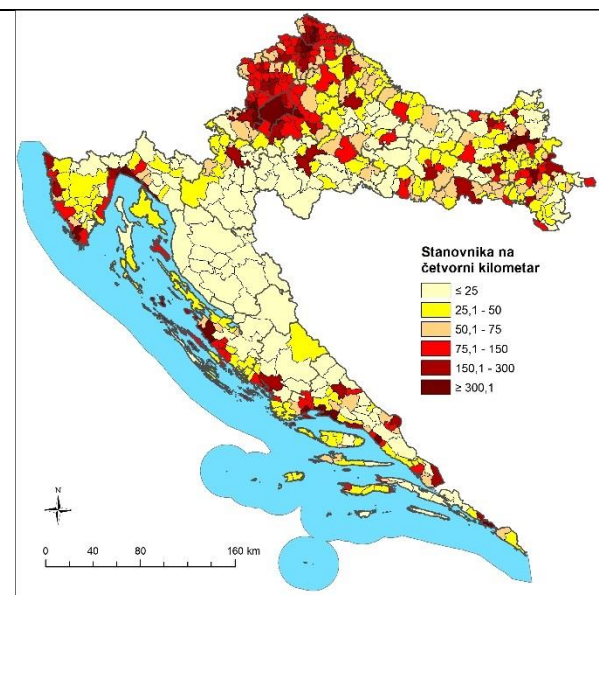 Stanovnika na
četvorni kilometar
≤ 25
25,1 - 50
50,1 - 75
75,1 - 150
150,1 - 300
≥ 300,1
N
0 40 80 160 km